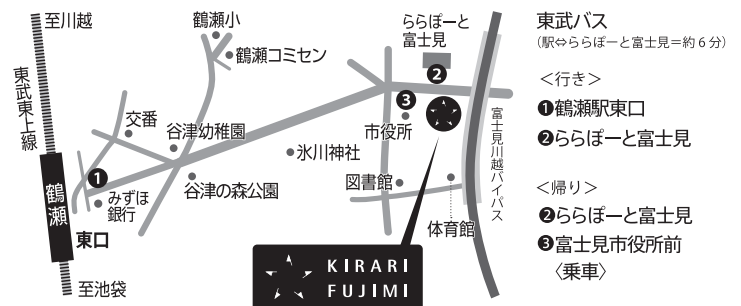 至川越
東武東上線
鶴瀬
東口
至池袋
❶
みずほ
銀行
交番
谷津幼稚園
谷津の森公園
鶴瀬小
鶴瀬コミセン
氷川神社
ららぽーと
富士見
❷
❸
市役所
図書館
体育館
富士見川越バイパス
KIRARI
FUJIMI
東武バス
（駅⇔ららぽーと富士見＝約６分）
＜行き＞
❶鶴瀬駅東口
❷ららぽーと富士見
＜帰り＞
❷ららぽーと富士見
❸富士見市役所前
〈乗車〉